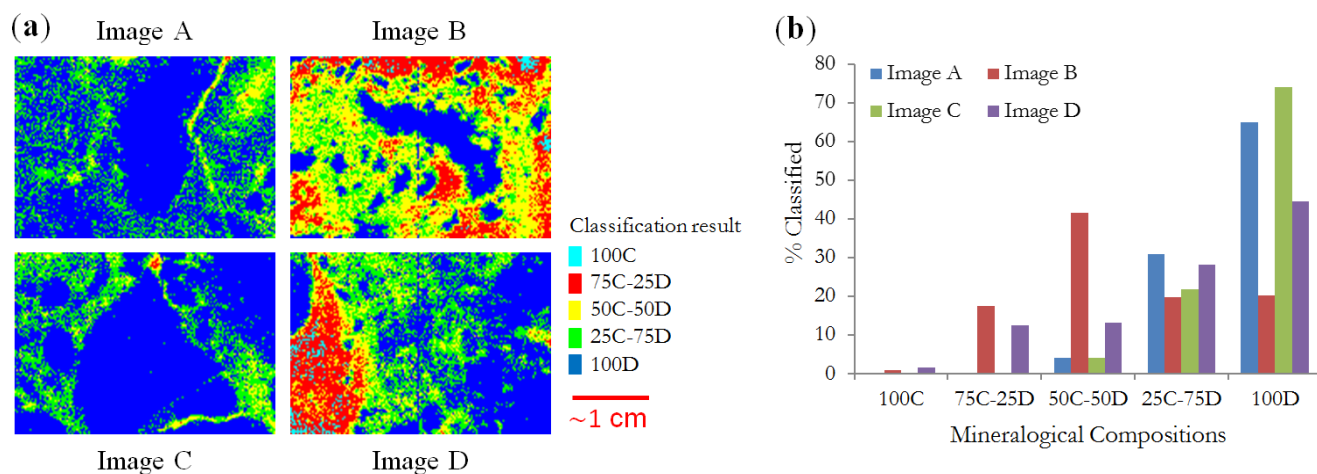 (a)
Image A
Image B
Image C
Image D
Classification result
100C
75C-25D
50C-50D
25C-75D
100D
~1 cm
(b)
Image A
Image B
Image C
Image D
80
70
60
50
40
30
20
10
0
% Classified
100C
75C-25D
50C-50D
25C-75D
100D
Mineralogical Compositions